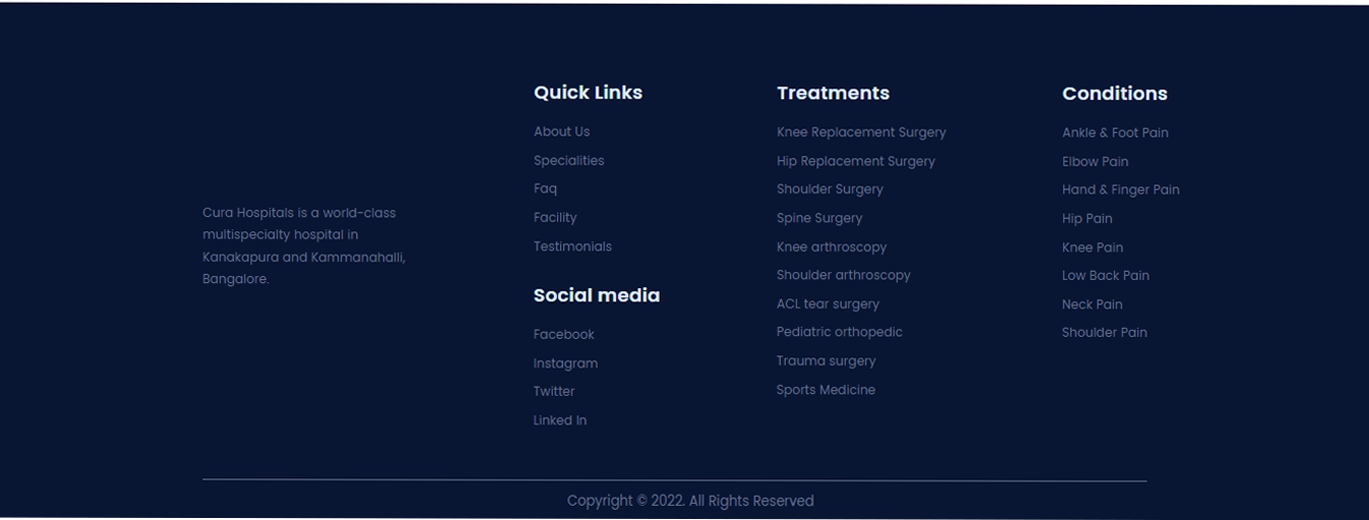 Cura Hospitals is a world-class
multispecialty hospital in
Kanakapura and Kammanahalli,
Bangalore.
Quick Links
About Us
Specialities
Faq
Facility
Testimonials
Social media
Facebook
Instagram
Twitter
Linked In
Treatments
Knee Replacement Surgery
Hip Replacement Surgery
Shoulder Surgery
Spine Surgery
Knee arthroscopy
Shoulder arthroscopy
ACL tear surgery
Pediatric orthopedic
Trauma surgery
Sports Medicine
Conditions
Ankle & Foot Pain
Elbow Pain
Hand & Finger Pain
Hip Pain
Knee Pain
Low Back Pain
Neck Pain
Shoulder Pain
Copyright © 2022. All Rights Reserved